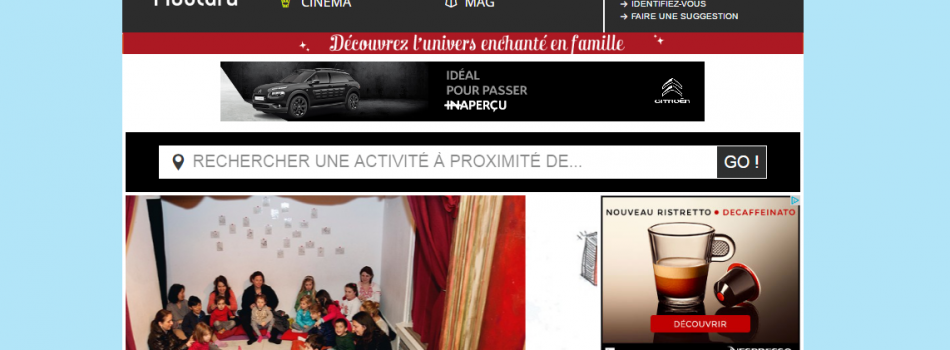 CINÉMA
MAG
IDENTIFIEZ-VOUS
FAIRE UNE SUGGESTION
Découvrez l'univers enchanté en famille
IDÉAL
POUR PASSER
INAPERÇU
CITROËN
RECHERCHER UNE ACTIVITÉ À PROXIMITÉ DE...
GO !
NOUVEAU RISTRETTO • DECAFFEINATO
DÉCOUVRIR